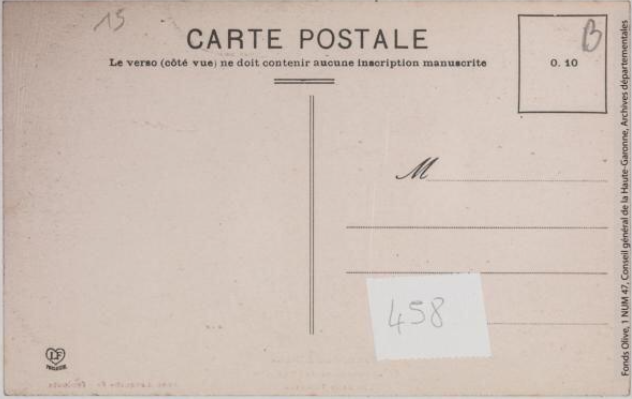 15
B
CARTE POSTALE
Le verso (côté vue) ne doit contenir aucune inscription manuscrite
0. 10
M
458
LF
TOULOUSE
Fonds Olive, 1 NUM 47, Conseil général de la Haute-Garonne, Archives départementales